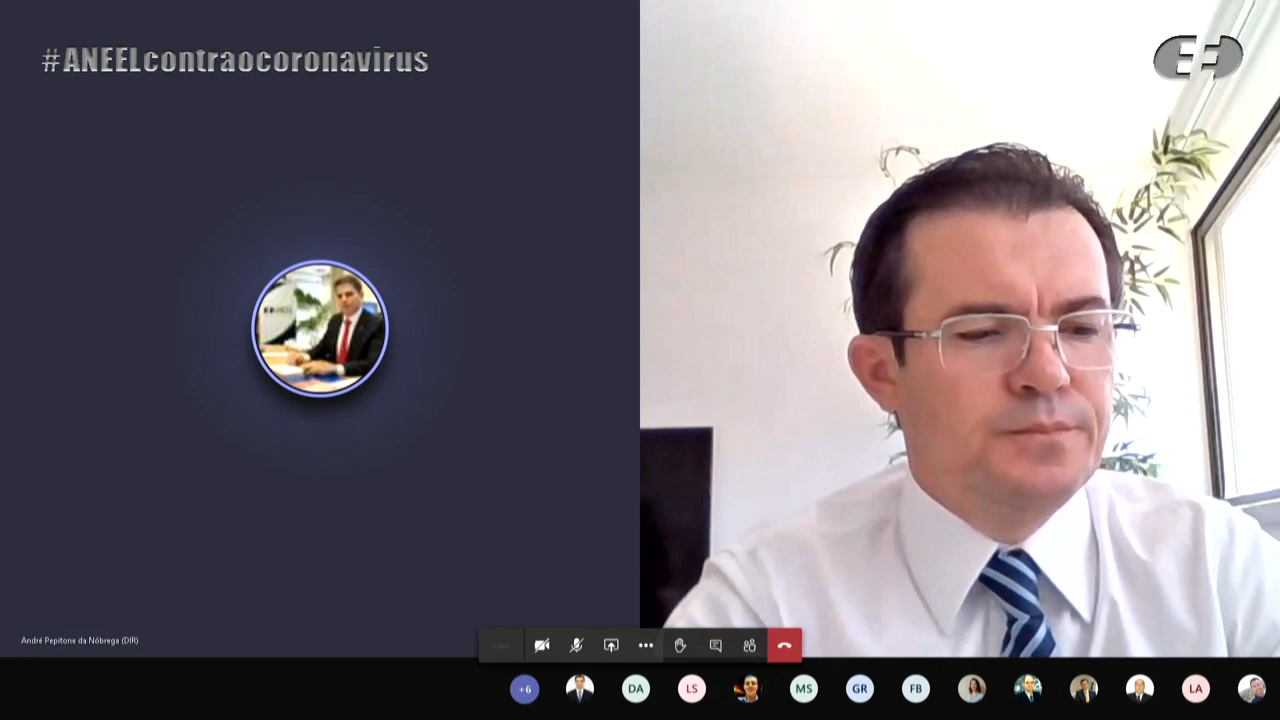 #ANEELcontraocoronavirus
André Pepitone da Nóbrega (DIR)
+6
DA
LS
MS
GR
FB
LA